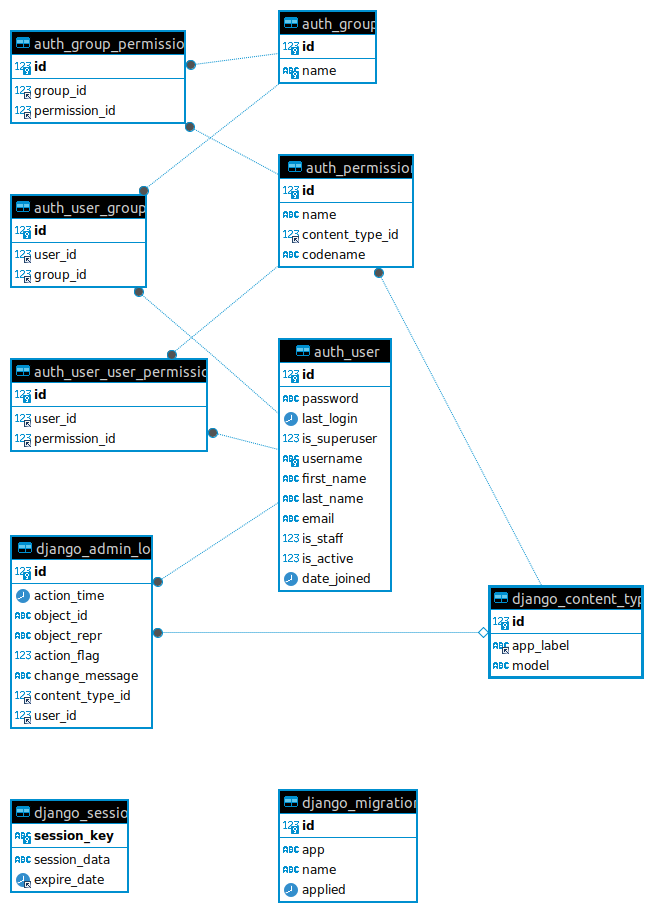 auth_group_permissio
123 id
123 group_id
123 permission_id
auth_group
123 id
ABC name
auth_permission
123 id
ABC name
123 content_type_id
ABC codename
auth_user_group
123 id
123 user_id
123 group_id
auth_user_user_permissio
123 id
123 user_id
123 permission_id
auth_user
123 id
ABC password
last_login
123 is_superuser
ABC username
ABC first_name
ABC last_name
ABC email
123 is_staff
123 is_active
date_joined
django_admin_lo
123 id
action_time
ABC object_id
ABC object_repr
123 action_flag
ABC change_message
123 content_type_id
123 user_id
django_content_typ
123 id
ABC app_label
ABC model
django_sessio
ABC session_key
ABC session_data
expire_date
django_migration
123 id
ABC app
ABC name
applied